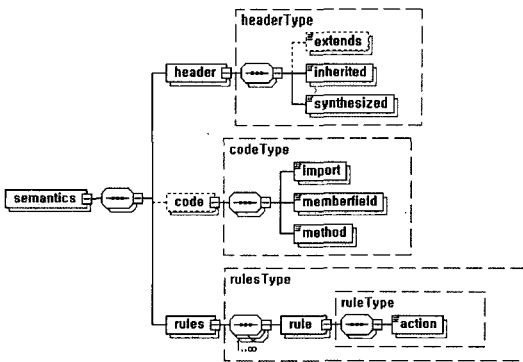 headerType
extends
header
inherited
synthesized
codeType
import
semantics
code
memberfield
method
rulesType
ruleType
rules
rule
action
1..∞